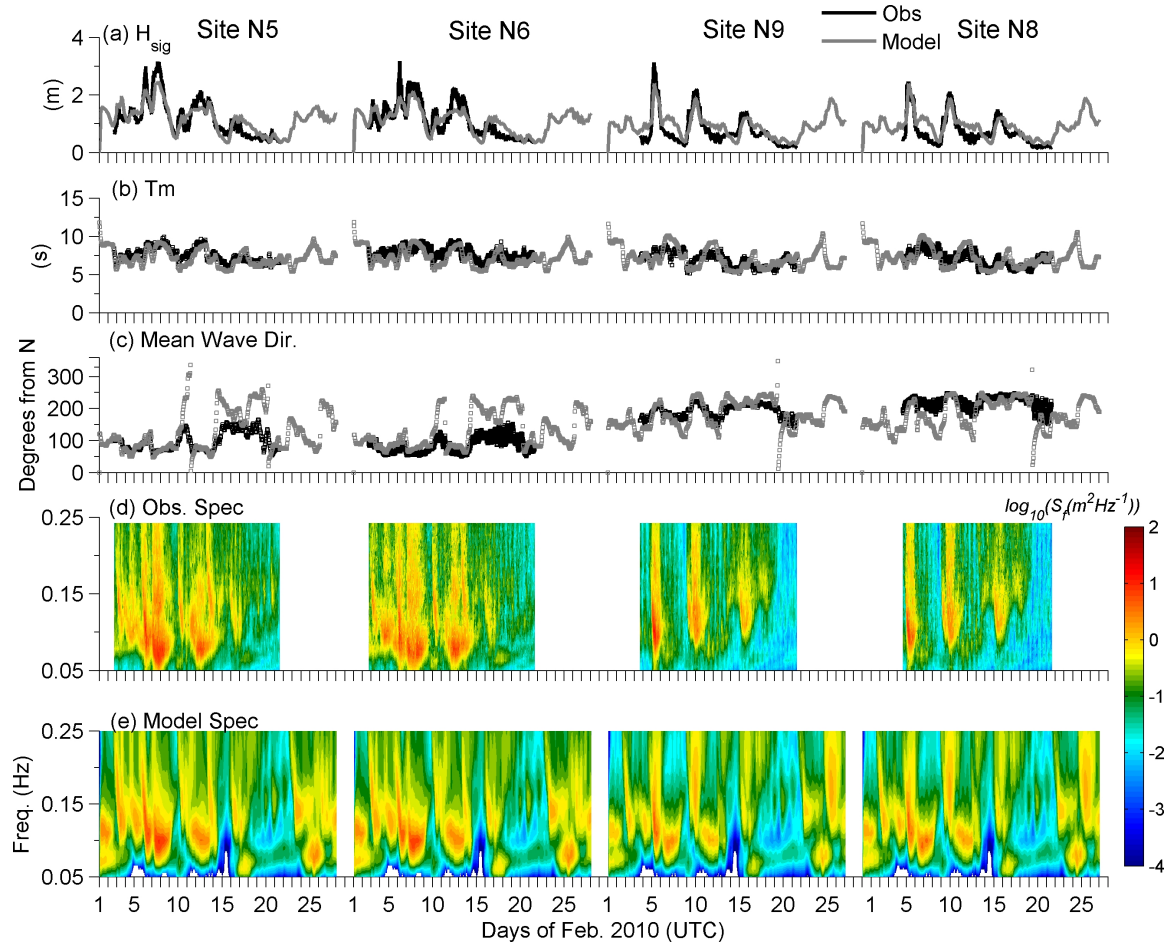 (a) H_sig Site N5 Site N6 Site N9 Site N8 Obs
Model
4
2
0
(m)
(b) Tm
15
10
5
0
(s)
(c) Mean Wave Dir.
300
200
100
0
Degrees from N
(d) Obs. Spec
log10(Sf(m²Hz⁻¹))
0.25
0.15
0.05
2
1
0
-1
-2
-3
-4
(e) Model Spec
0.25
0.15
0.05
Freq. (Hz)
1 5 10 15 20 25 1 5 10 15 20 25 1 5 10 15 20 25 1 5 10 15 20 25
Days of Feb. 2010 (UTC)